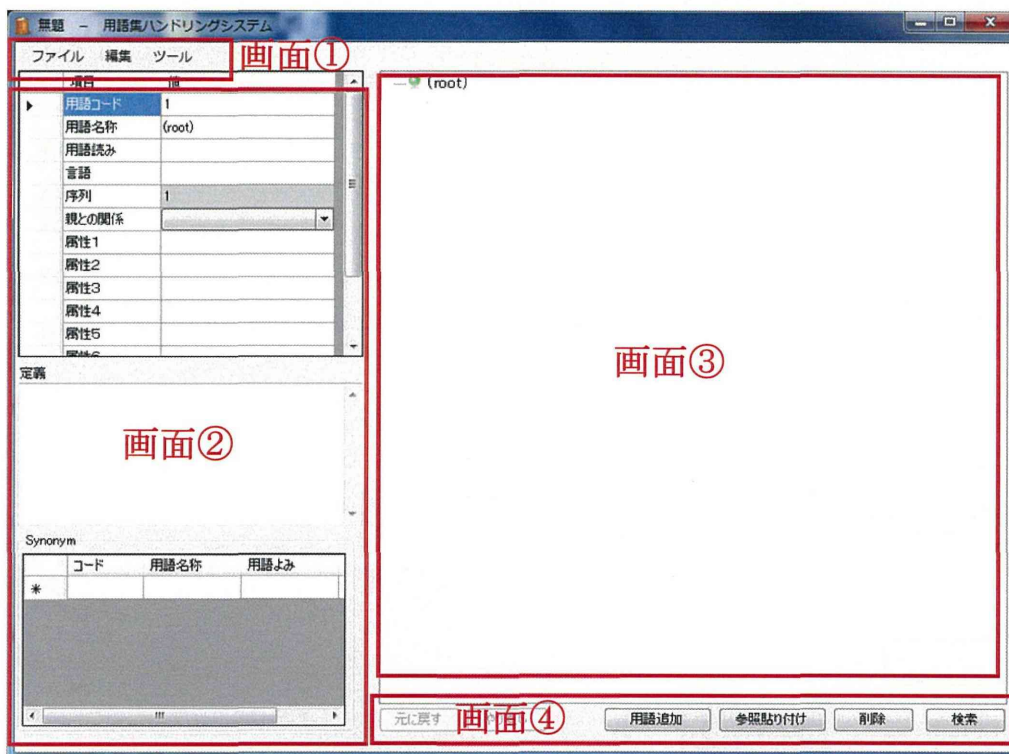 無題 － 用語集ハンドリングシステム
ファイル 編集 ツール
画面①
項目 値
用語コード 1
用語名称 (root)
用語読み
言語
序列 1
親との関係
属性1
属性2
属性3
属性4
属性5
属性6
定義
画面②
Synonym
コード 用語名称 用語よみ
(root)
画面③
元に戻す
画面④
用語追加 参照貼り付け 削除 検索